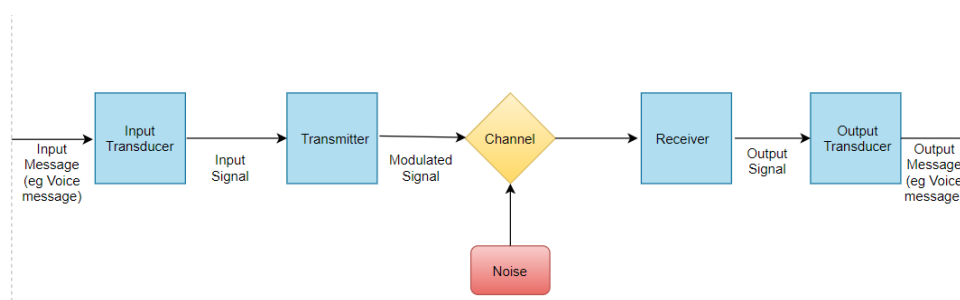 Input
Message
(eg Voice
message)
Input
Transducer
Input
Signal
Transmitter
Modulated
Signal
Channel
Noise
Receiver
Output
Signal
Output
Transducer
Output
Message
(eg Voice
message)